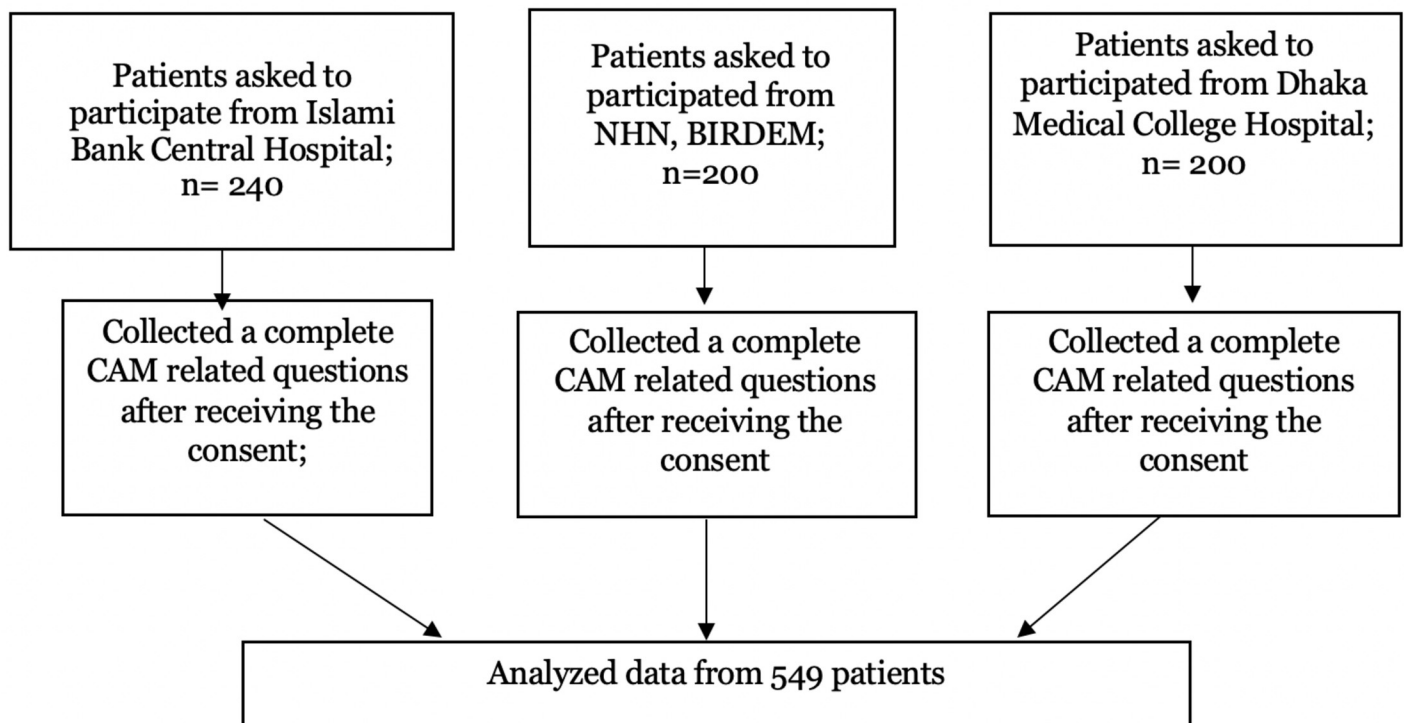 Patients asked to
participate from Islami
Bank Central Hospital;
n= 240
Patients asked to
participated from
NHN, BIRDEM;
n=200
Patients asked to
participated from Dhaka
Medical College Hospital;
n= 200
Collected a complete
CAM related questions
after receiving the
consent;
Collected a complete
CAM related questions
after receiving the
consent
Collected a complete
CAM related questions
after receiving the
consent
Analyzed data from 549 patients